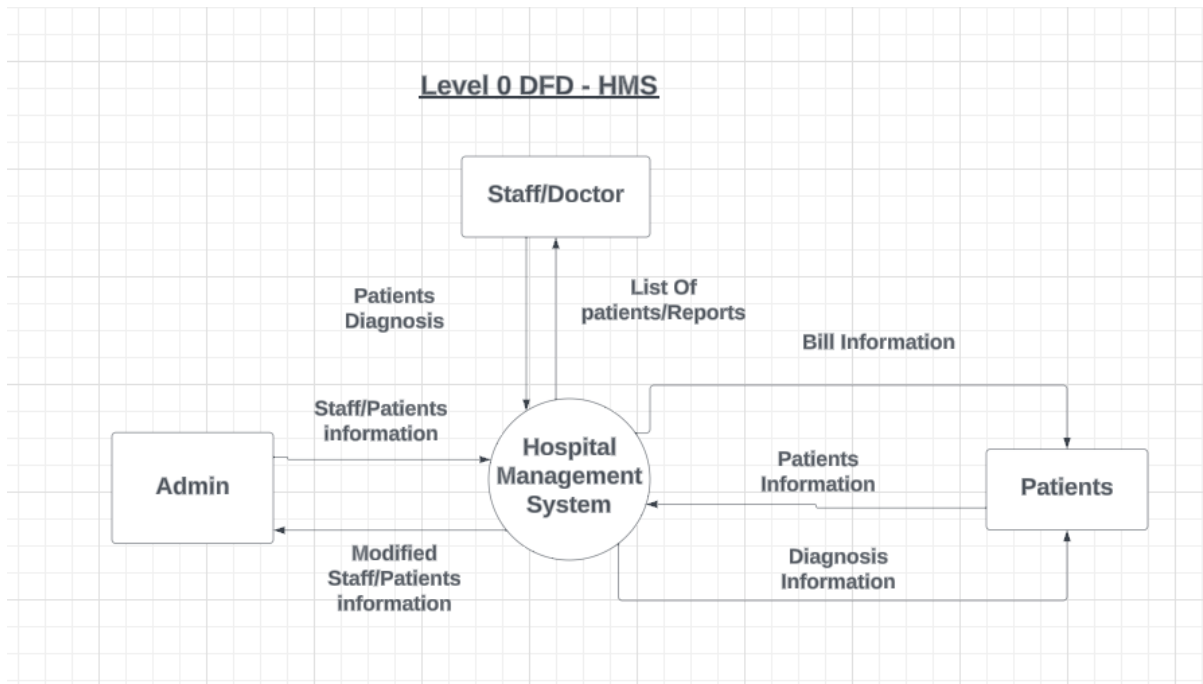 Level 0 DFD - HMS
Staff/Doctor
Patients
Diagnosis
List Of
patients/Reports
Bill Information
Staff/Patients
information
Admin
Hospital
Management
System
Patients
Information
Patients
Modified
Staff/Patients
information
Diagnosis
Information